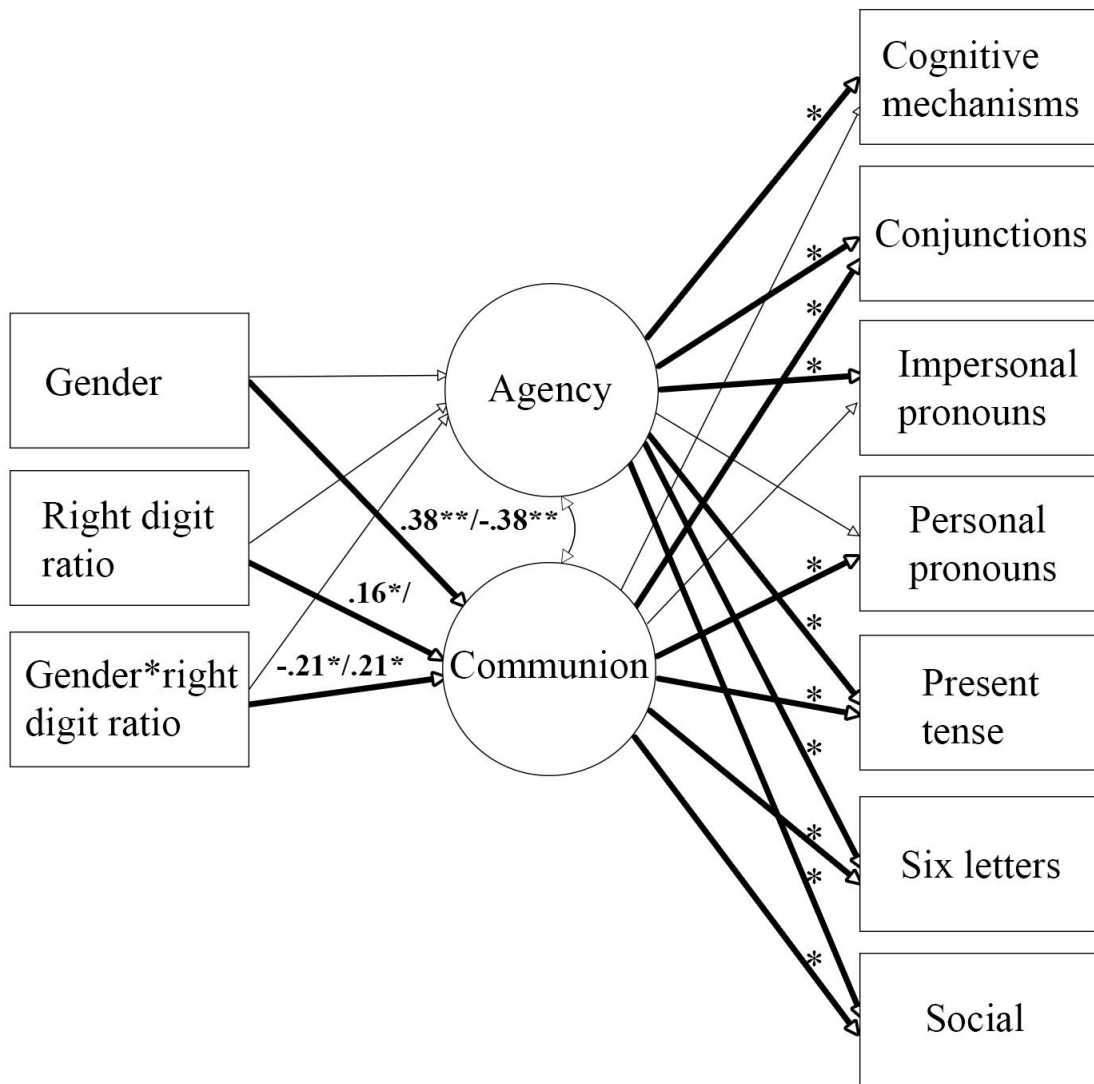 Gender
Right digit
ratio
Gender*right
digit ratio
.38**/-.38**
.16*/
-.21*/.21*
Agency
Communion
*
*
*
*
*
*
*
*
*
*
*
Cognitive
mechanisms
Conjunctions
Impersonal
pronouns
Personal
pronouns
Present
tense
Six letters
Social